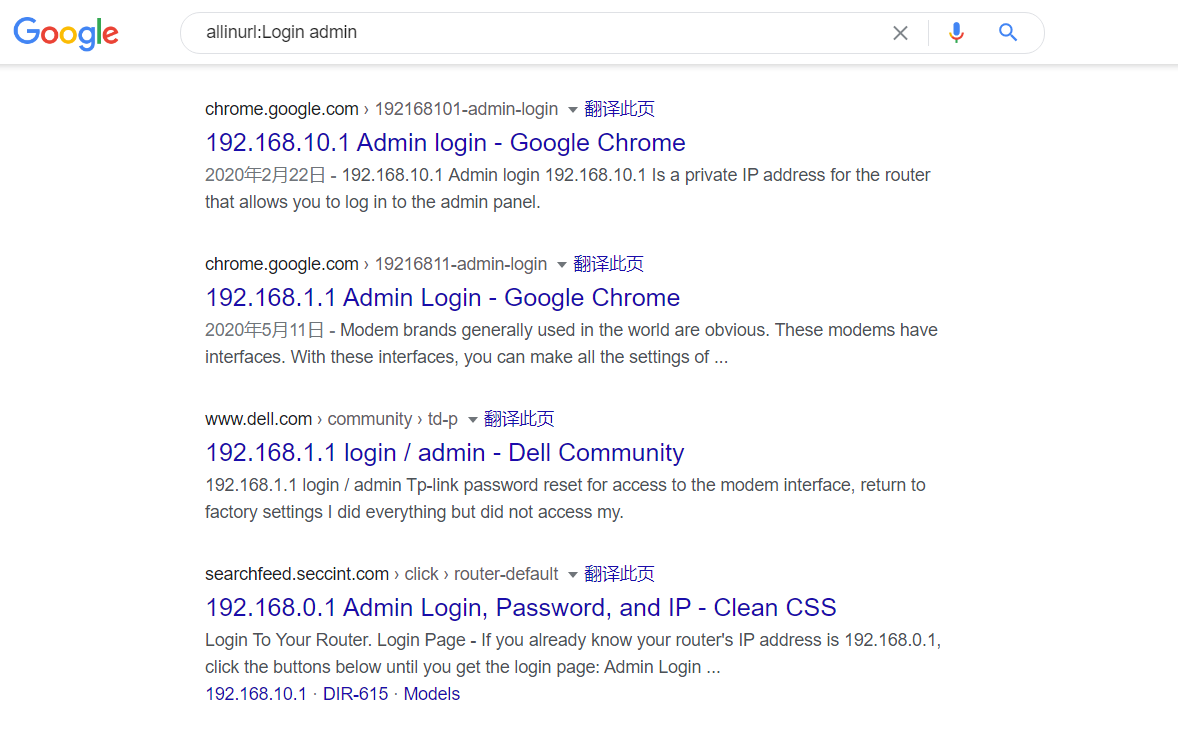 Google
allinurl:Login admin
chrome.google.com › 192168101-admin-login 翻译此页
192.168.10.1 Admin login - Google Chrome
2020年2月22日 - 192.168.10.1 Admin login 192.168.10.1 Is a private IP address for the router
that allows you to log in to the admin panel.
chrome.google.com › 19216811-admin-login 翻译此页
192.168.1.1 Admin Login - Google Chrome
2020年5月11日 - Modem brands generally used in the world are obvious. These modems have
interfaces. With these interfaces, you can make all the settings of ...
www.dell.com › community › td-p 翻译此页
192.168.1.1 login / admin - Dell Community
192.168.1.1 login / admin Tp-link password reset for access to the modem interface, return to
factory settings I did everything but did not access my.
searchfeed.seccint.com › click › router-default 翻译此页
192.168.0.1 Admin Login, Password, and IP - Clean CSS
Login To Your Router. Login Page - If you already know your router's IP address is 192.168.0.1,
click the buttons below until you get the login page: Admin Login ...
192.168.10.1 · DIR-615 · Models